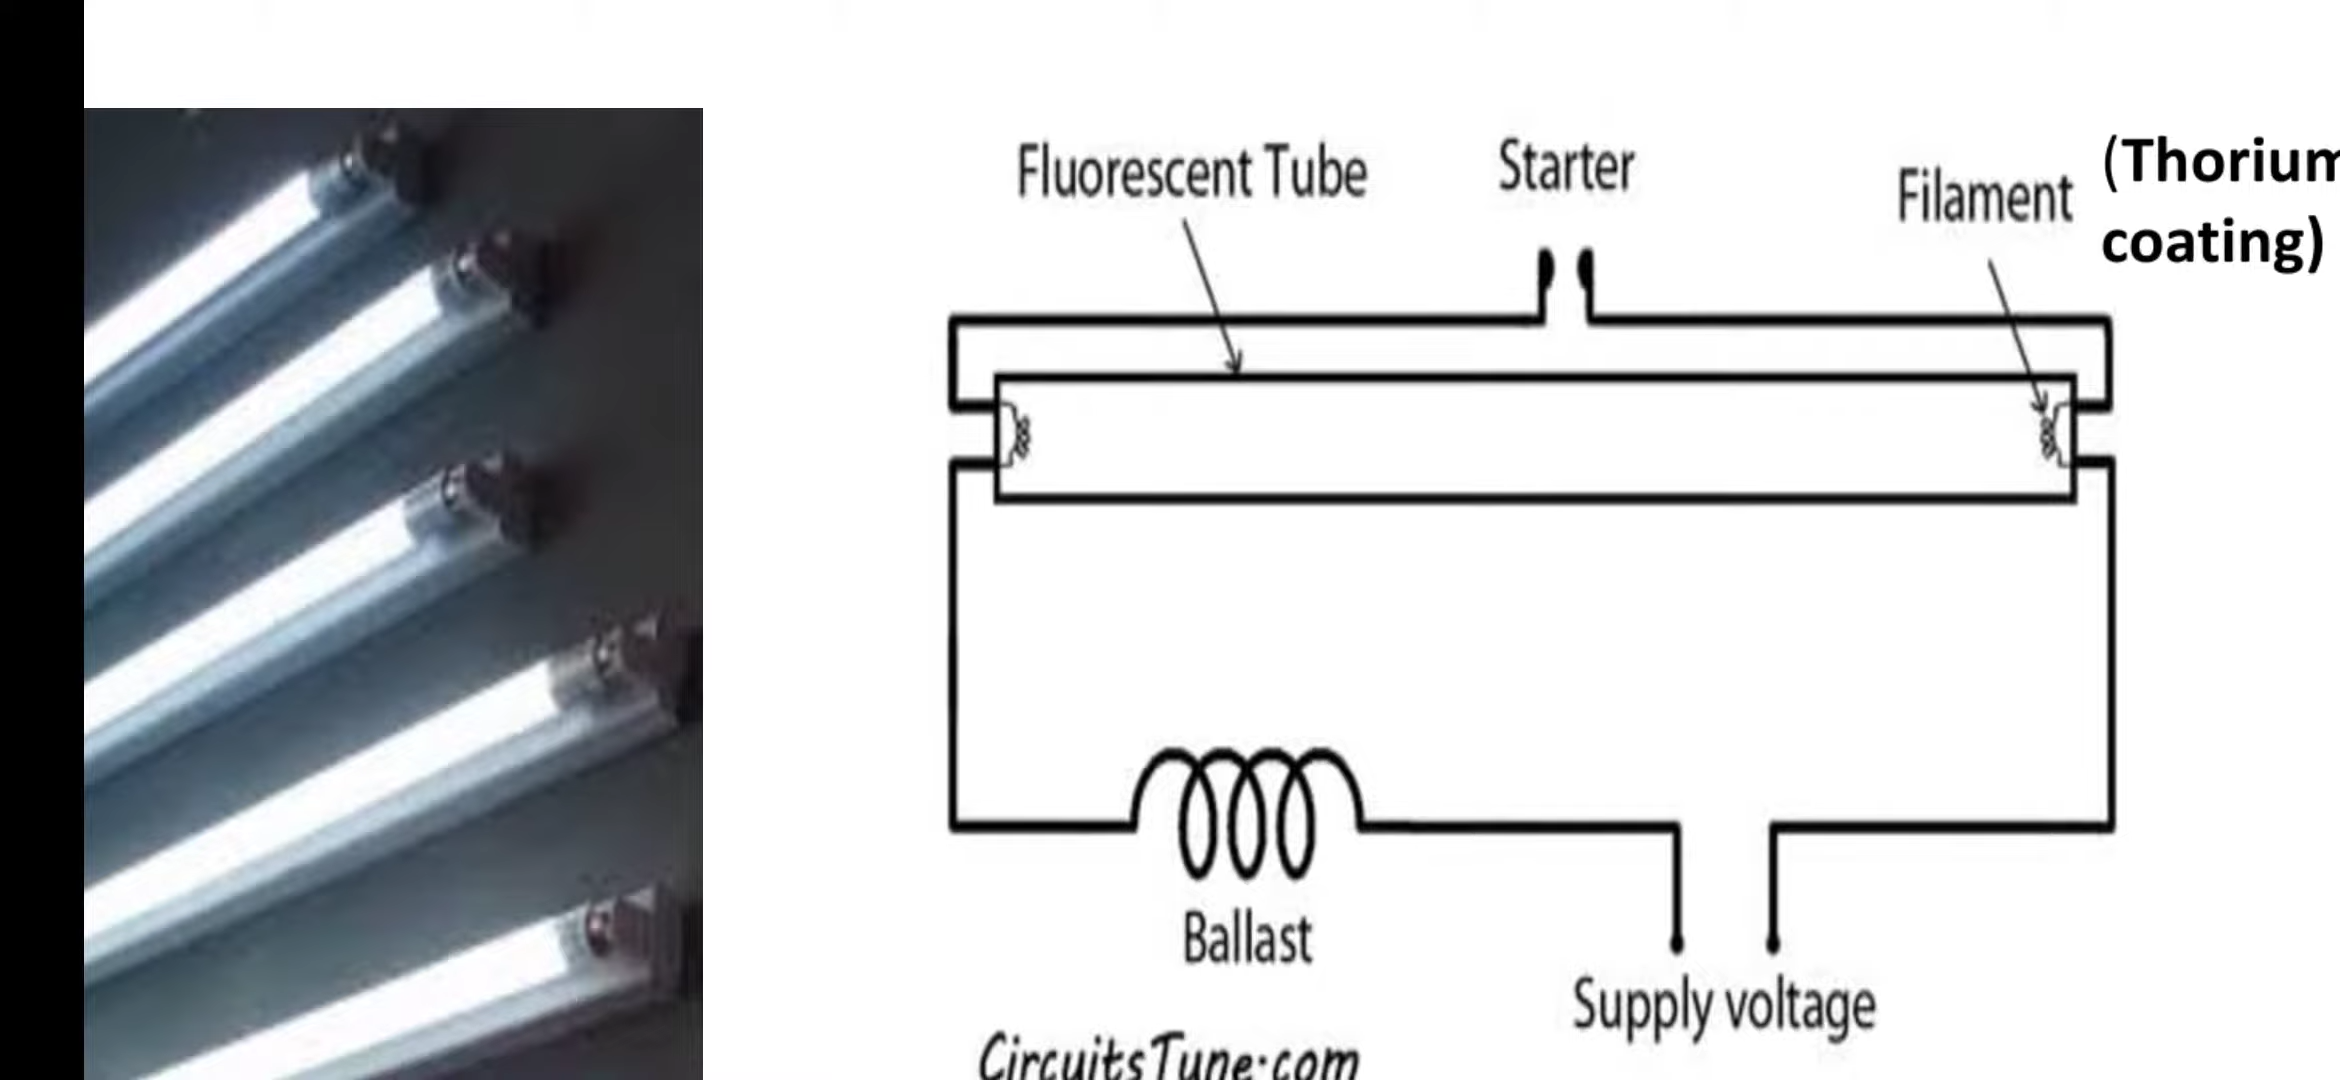 Fluorescent Tube
Starter
Filament
(Thorium
coating)
Ballast
Supply voltage
CircuitsTune.com